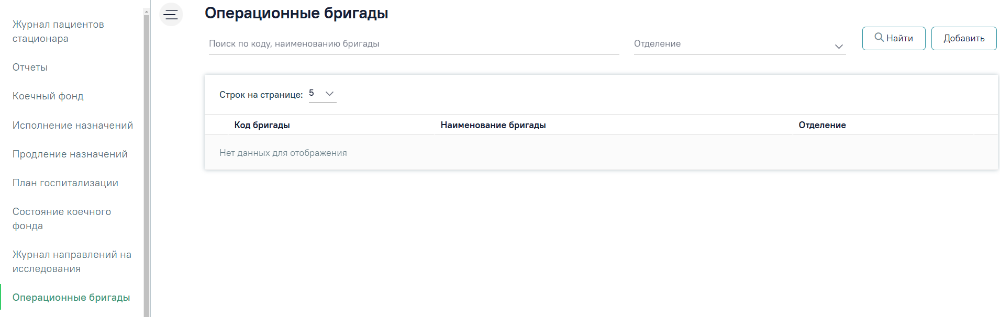 Журнал пациентов
стационара
Отчеты
Коечный фонд
Исполнение назначений
Продление назначений
План госпитализации
Состояние коечного
фонда
Журнал направлений на
исследования
Операционные бригады
Операционные бригады
Поиск по коду, наименованию бригады
Отделение
Найти
Добавить
Строк на странице: 5
Код бригады Наименование бригады Отделение
Нет данных для отображения